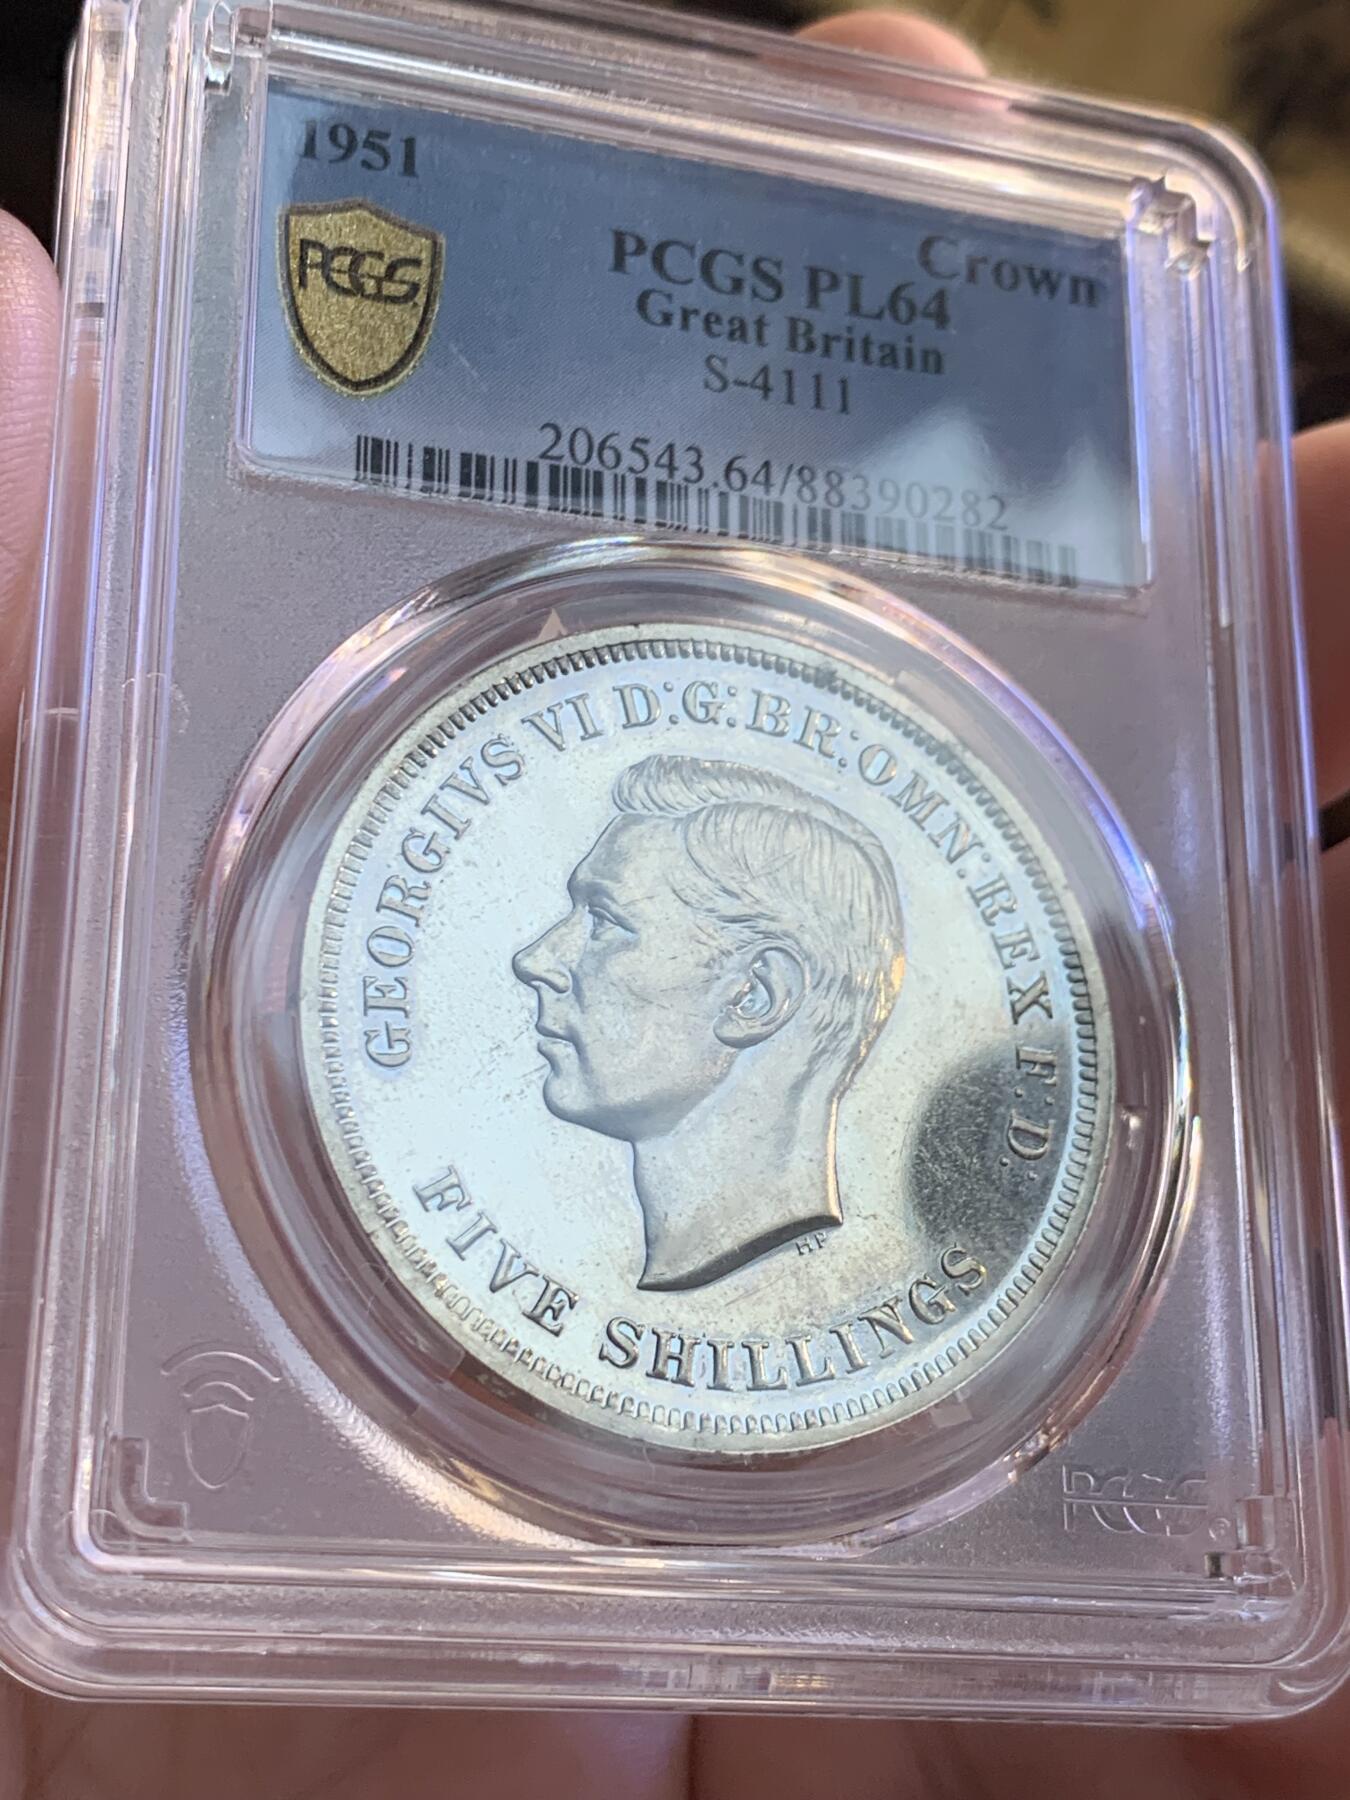 1951
Crown
PCGS
PCGS PL64
Great Britain
S-4111
206543.64/88390282
GEORGIVS VI D:G:BR:OMN:REX F:D:
HP
FIVE SHILLINGS
PCGS